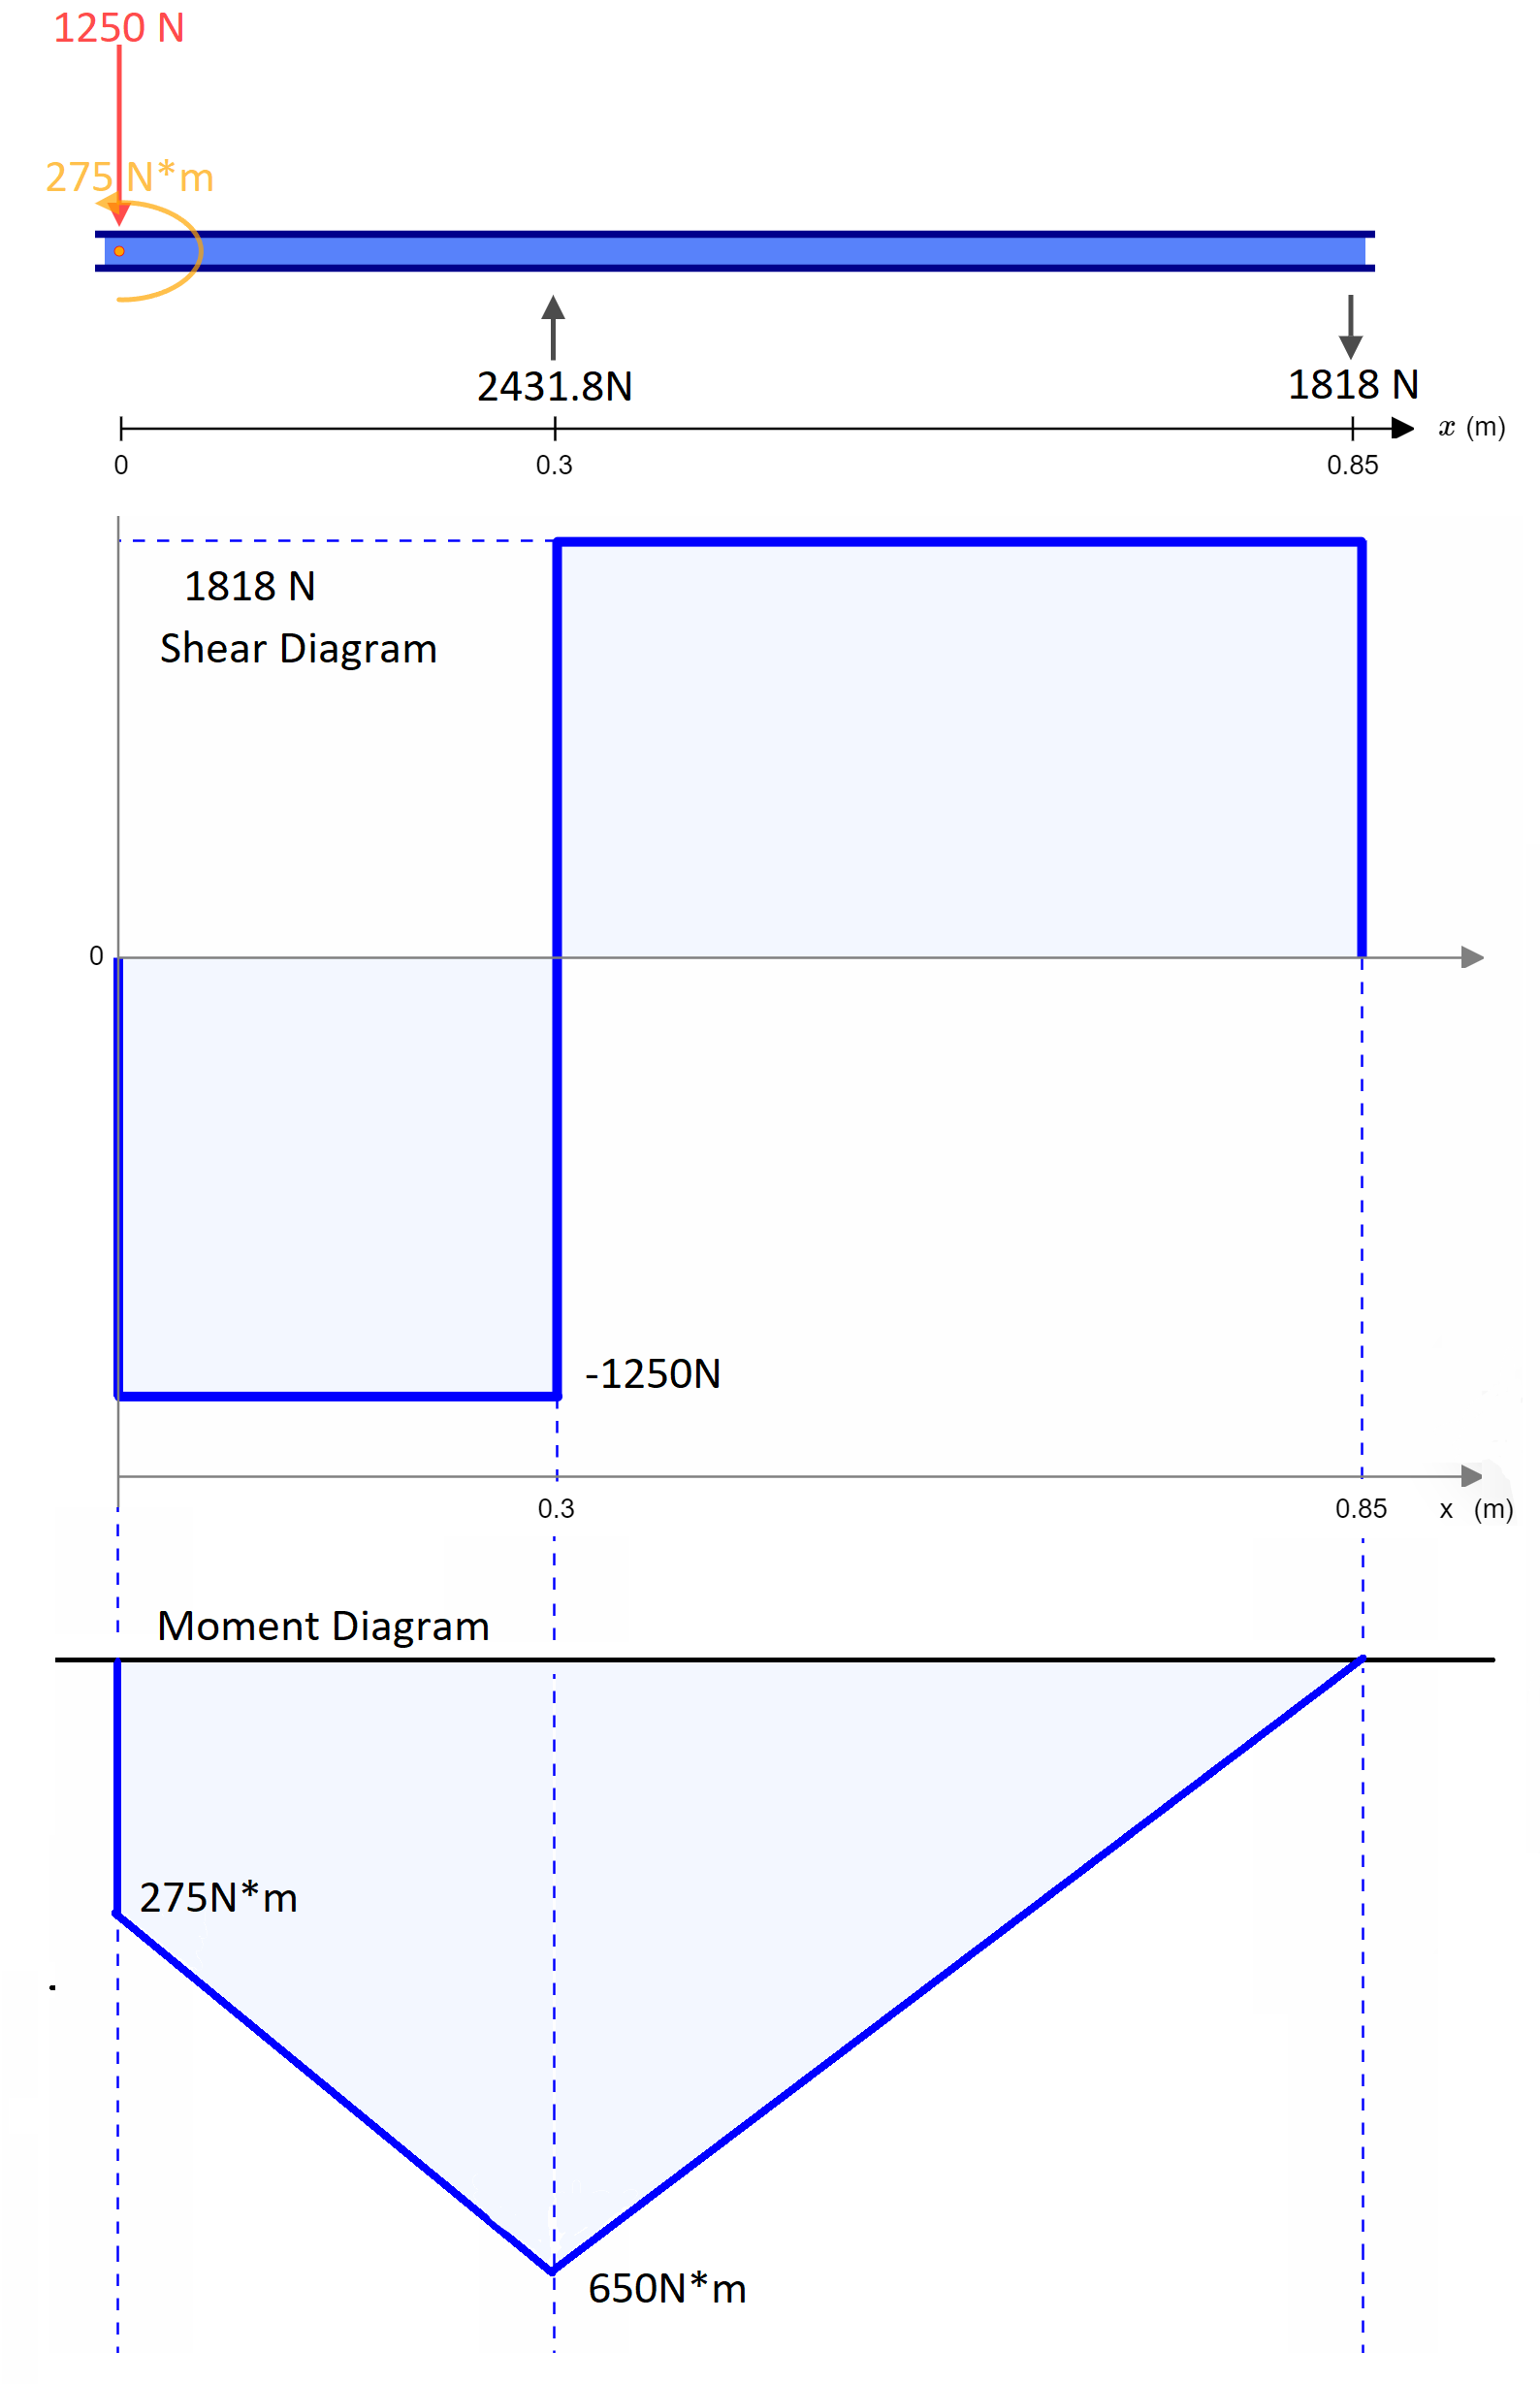 1250 N
275 N*m
2431.8N
1818 N
x (m)
0 0.3 0.85
1818 N
Shear Diagram
0
-1250N
0.3 0.85 x (m)
Moment Diagram
275N*m
650N*m